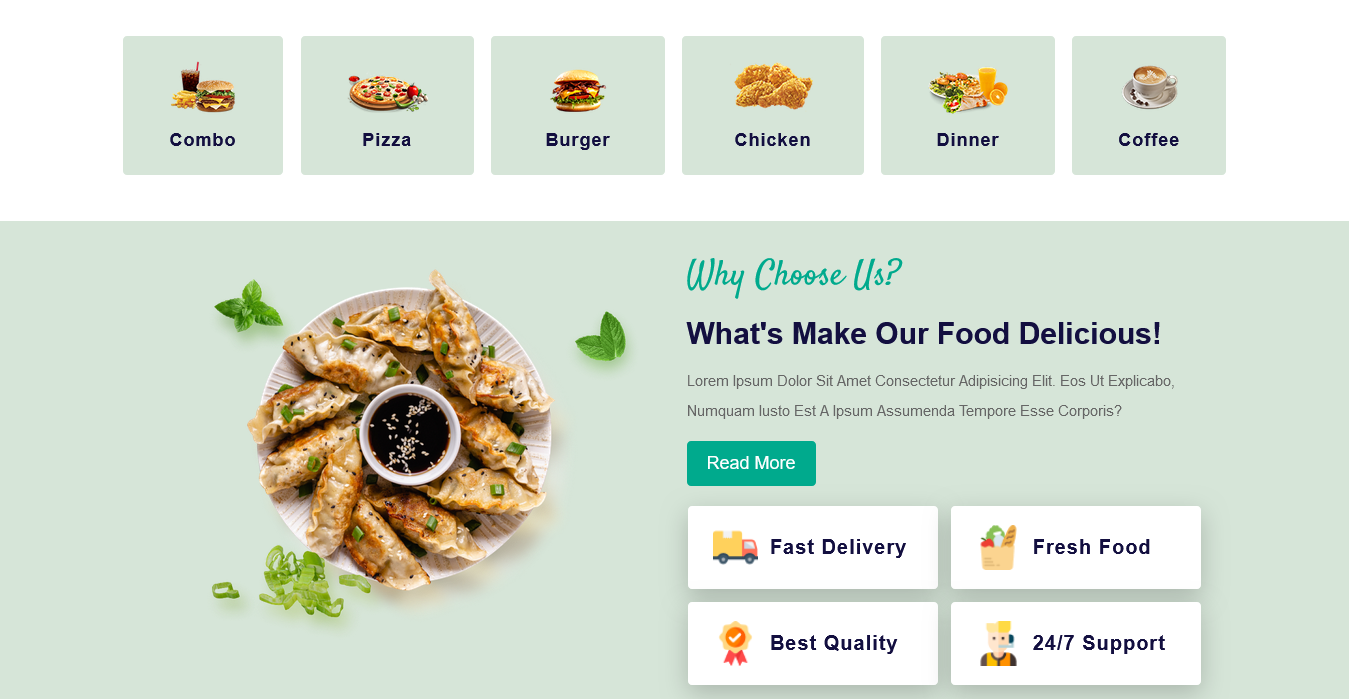 Combo
Pizza
Burger
Chicken
Dinner
Coffee
Why Choose Us?
What's Make Our Food Delicious!
Lorem Ipsum Dolor Sit Amet Consectetur Adipisicing Elit. Eos Ut Explicabo,
Numquam Iusto Est A Ipsum Assumenda Tempore Esse Corporis?
Read More
Fast Delivery
Fresh Food
Best Quality
24/7 Support